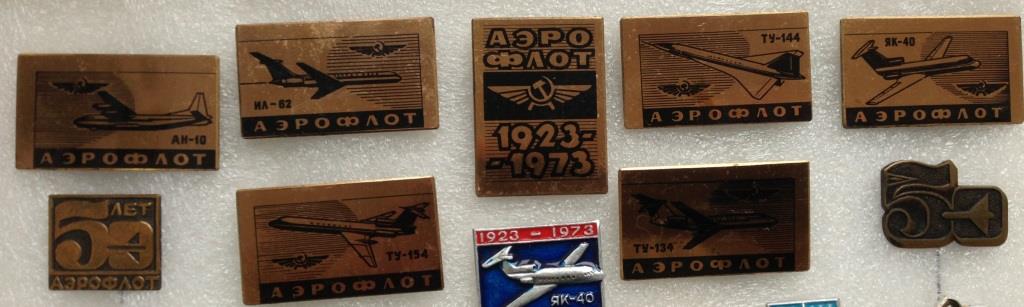 АН-10
АЭРОФЛОТ
ИЛ-62
АЭРОФЛОТ
АЭРО
ФЛОТ
1923-
-1973
ТУ-144
АЭРОФЛОТ
ЯК-40
АЭРОФЛОТ
50 ЛЕТ
АЭРОФЛОТ
ТУ-154
АЭРОФЛОТ
1923 - 1973
ЯК-40
ТУ-134
АЭРОФЛОТ
50